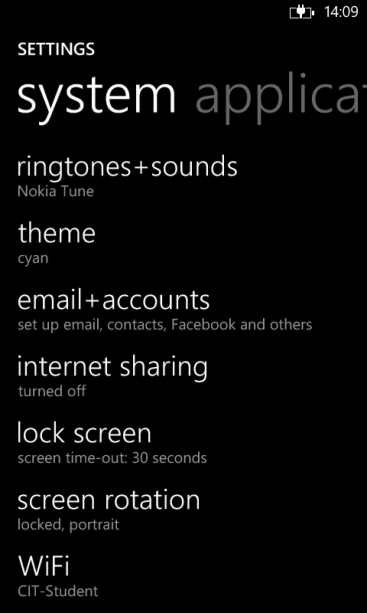 14:09
SETTINGS
system applica
ringtones+sounds
Nokia Tune
theme
cyan
email+accounts
set up email, contacts, Facebook and others
internet sharing
turned off
lock screen
screen time-out: 30 seconds
screen rotation
locked, portrait
WiFi
CIT-Student